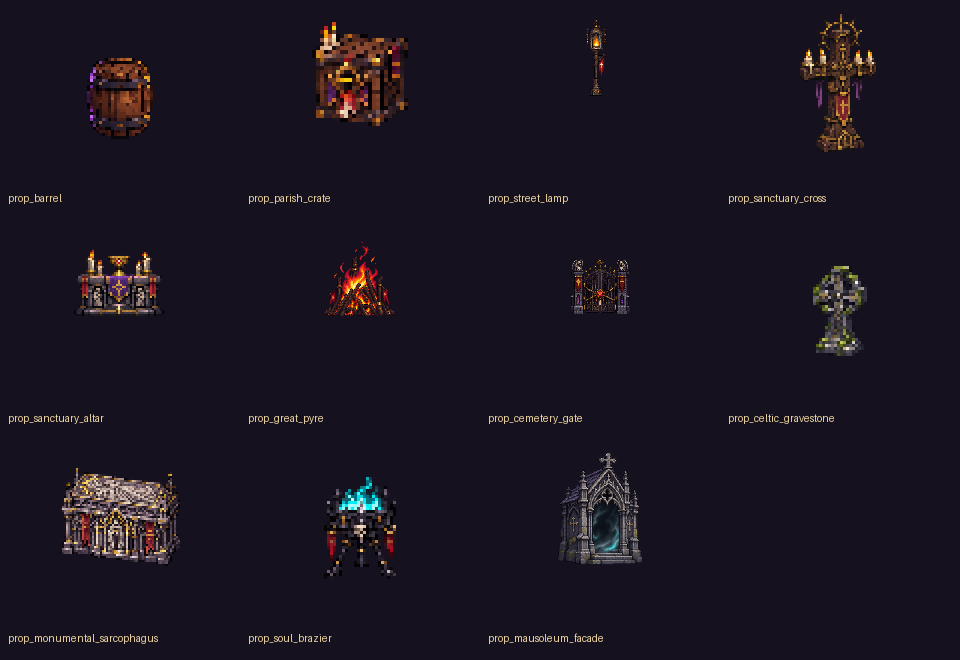 prop_barrel
prop_parish_crate
prop_street_lamp
prop_sanctuary_cross
prop_sanctuary_altar
prop_great_pyre
prop_cemetery_gate
prop_celtic_gravestone
prop_monumental_sarcophagus
prop_soul_brazier
prop_mausoleum_facade